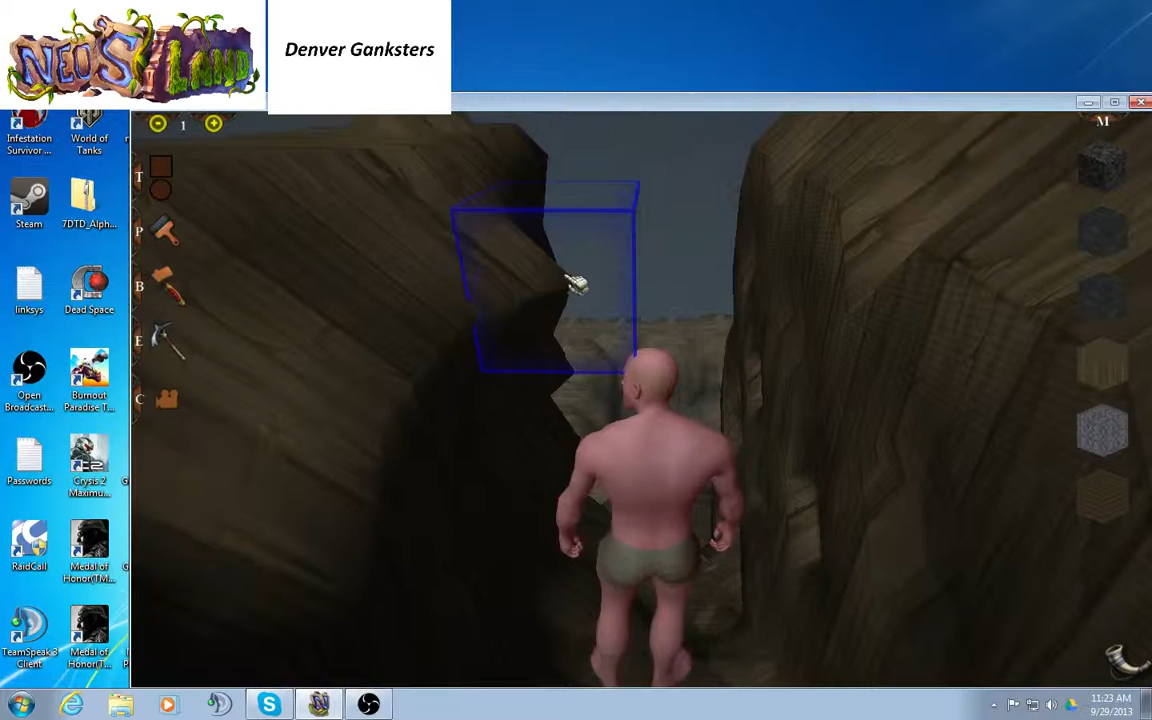 NEO'S LAND
Denver Ganksters
Infestation
Survivor ...
World of
Tanks
Steam
7DTD_Alph...
linksys
Dead Space
Open
Broadcast...
Burnout
Paradise T...
Passwords
Crysis 2
Maximu...
G
RaidCall
Medal of
Honor(TM...
G
TeamSpeak 3
Client
Medal of
Honor(T...
1
T
P
B
E
C
M
11:23 AM
9/29/2013